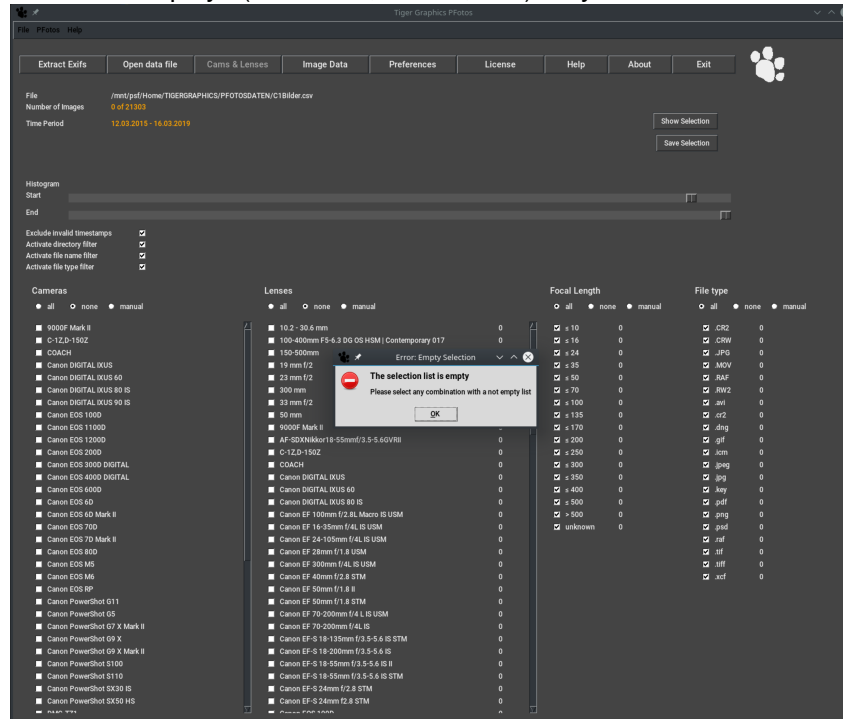 Tiger Graphics PFotos
File PFotos Help
Extract Exifs Open data file Cams & Lenses Image Data Preferences License Help About Exit
File /mnt/psf/Home/TIGERGRAPHICS/PFOTOSDATEN/C1Bilder.csv
Number of Images 0 of 21303
Time Period 12.03.2015 - 16.03.2019
Show Selection
Save Selection
Histogram
Start
End
Exclude invalid timestamps
Activate directory filter
Activate file name filter
Activate file type filter
Cameras
all none manual
9000F Mark II
C-1Z,D-150Z
COACH
Canon DIGITAL IXUS
Canon DIGITAL IXUS 60
Canon DIGITAL IXUS 80 IS
Canon DIGITAL IXUS 90 IS
Canon EOS 100D
Canon EOS 1100D
Canon EOS 1200D
Canon EOS 200D
Canon EOS 300D DIGITAL
Canon EOS 400D DIGITAL
Canon EOS 600D
Canon EOS 6D
Canon EOS 6D Mark II
Canon EOS 70D
Canon EOS 7D Mark II
Canon EOS 80D
Canon EOS M5
Canon EOS M6
Canon EOS RP
Canon PowerShot G11
Canon PowerShot G5
Canon PowerShot G7 X Mark II
Canon PowerShot G9 X
Canon PowerShot G9 X Mark II
Canon PowerShot S100
Canon PowerShot S110
Canon PowerShot SX30 IS
Canon PowerShot SX50 HS
Lenses
all none manual
10.2 - 30.6 mm 0
100-400mm F5-6.3 DG OS HSM | Contemporary 017 0
150-500mm
19 mm f/2
23 mm f/2
300 mm
33 mm f/2
50 mm
9000F Mark II
AF-SDXNikkor18-55mmf/3.5-5.6GVRII 0
C-1Z,D-150Z 0
COACH 0
Canon DIGITAL IXUS 0
Canon DIGITAL IXUS 60 0
Canon DIGITAL IXUS 80 IS 0
Canon EF 100mm f/2.8L Macro IS USM 0
Canon EF 16-35mm f/4L IS USM 0
Canon EF 24-105mm f/4L IS USM 0
Canon EF 28mm f/1.8 USM 0
Canon EF 300mm f/4L IS USM 0
Canon EF 40mm f/2.8 STM 0
Canon EF 50mm f/1.8 II 0
Canon EF 50mm f/1.8 STM 0
Canon EF 70-200mm f/4 L IS USM 0
Canon EF 70-200mm f/4L IS 0
Canon EF-S 18-135mm f/3.5-5.6 IS STM 0
Canon EF-S 18-200mm f/3.5-5.6 IS 0
Canon EF-S 18-55mm f/3.5-5.6 IS II 0
Canon EF-S 18-55mm f/3.5-5.6 IS STM 0
Canon EF-S 24mm f/2.8 STM 0
Canon EF-S 24mm f2.8 STM 0
Canon EOS 100D 0
Error: Empty Selection
The selection list is empty
Please select any combination with a not empty list
OK
Focal Length
all none manual
≤ 10 0
≤ 16 0
≤ 24 0
≤ 35 0
≤ 50 0
≤ 70 0
≤ 100 0
≤ 135 0
≤ 170 0
≤ 200 0
≤ 250 0
≤ 300 0
≤ 350 0
≤ 400 0
≤ 500 0
> 500 0
unknown 0
File type
all none manual
.CR2 0
.CRW 0
.JPG 0
.MOV 0
.RAF 0
.RW2 0
.avi 0
.cr2 0
.dng 0
.gif 0
.icm 0
.jpeg 0
.jpg 0
.key 0
.pdf 0
.png 0
.psd 0
.raf 0
.tif 0
.tiff 0
.xcf 0